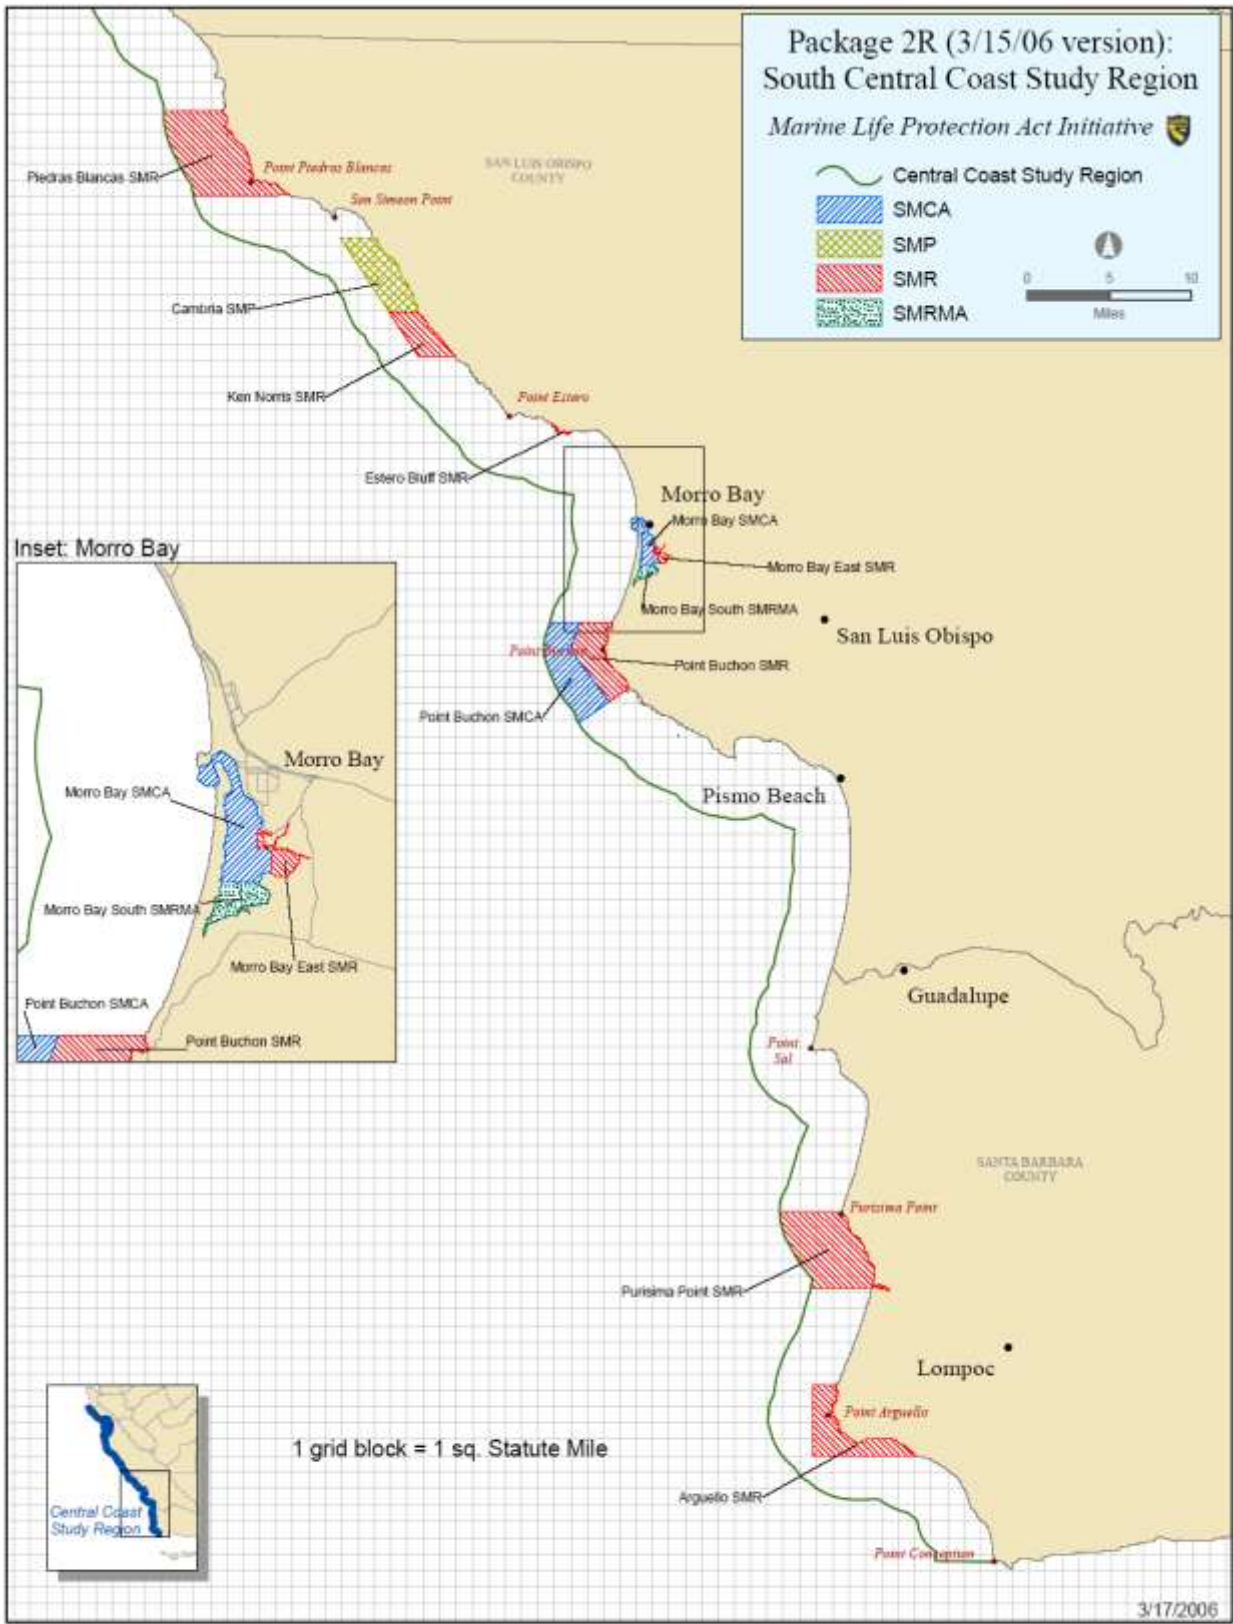 Package 2R (3/15/06 version):
South Central Coast Study Region
Marine Life Protection Act Initiative
Central Coast Study Region
SMCA
SMP
SMR
SMRMA
0 5 10
Miles
SAN LUIS OBISPO
COUNTY
Point Piedras Blancas
Piedras Blancas SMR
San Simeon Point
Cambria SMP
Ken Norris SMR
Point Estero
Estero Bluff SMR
Morro Bay
Morro Bay SMCA
Morro Bay East SMR
Morro Bay South SMRMA
San Luis Obispo
Point Buchon
Point Buchon SMR
Point Buchon SMCA
Pismo Beach
Inset: Morro Bay
Morro Bay
Morro Bay SMCA
Morro Bay South SMRMA
Morro Bay East SMR
Point Buchon SMCA
Point Buchon SMR
Guadalupe
Point
Sal
SANTA BARBARA
COUNTY
Purisima Point
Purisima Point SMR
Lompoc
Point Arguello
Arguello SMR
Point Conception
1 grid block = 1 sq. Statute Mile
Central Coast
Study Region
3/17/2006